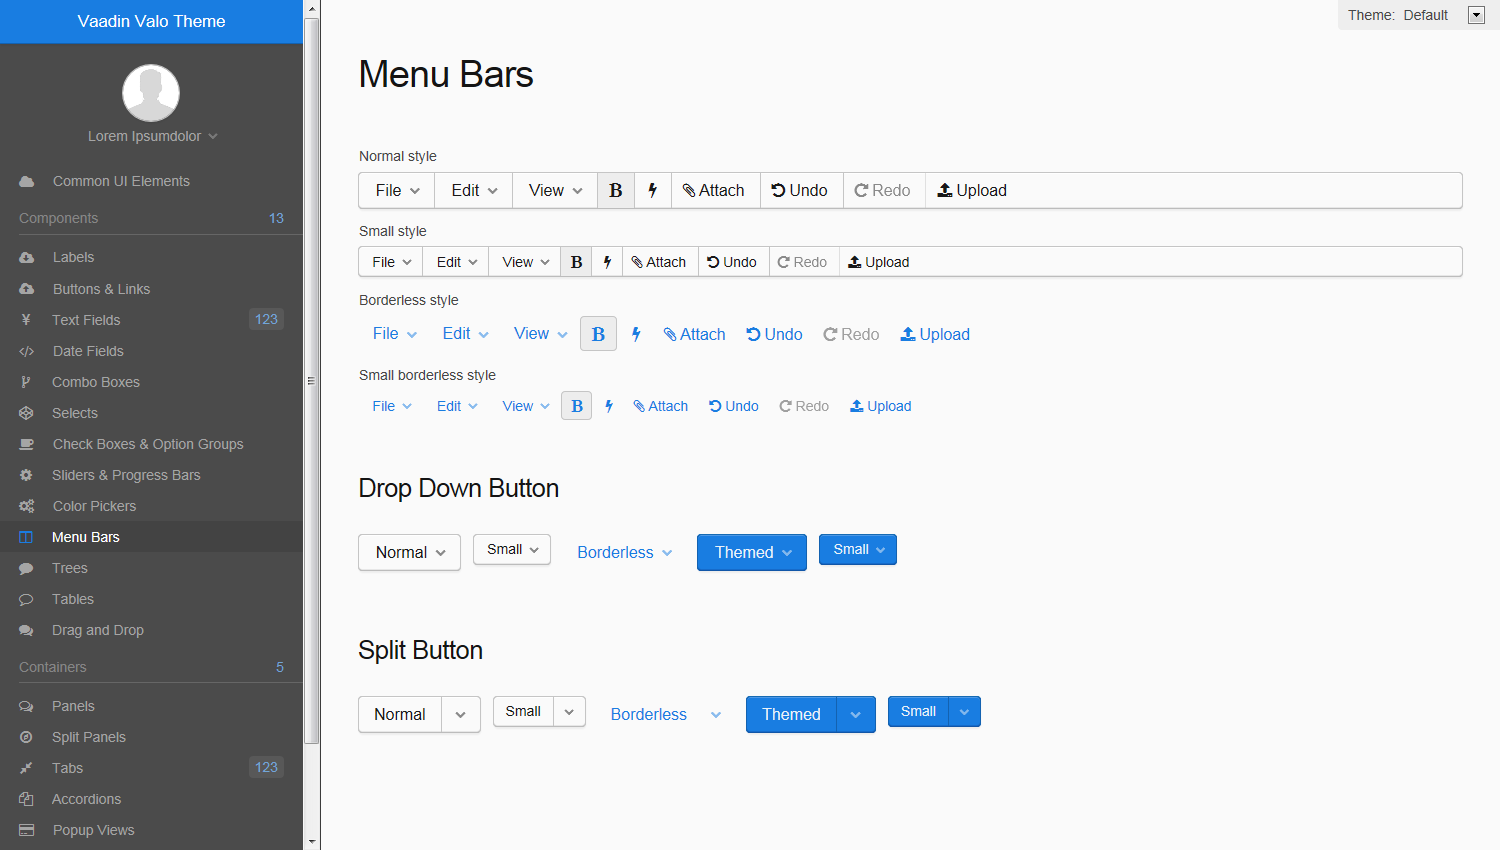 Vaadin Valo Theme
Lorem Ipsumdolor
Common UI Elements
Components 13
Labels
Buttons & Links
Text Fields 123
Date Fields
Combo Boxes
Selects
Check Boxes & Option Groups
Sliders & Progress Bars
Color Pickers
Menu Bars
Trees
Tables
Drag and Drop
Containers 5
Panels
Split Panels
Tabs 123
Accordions
Popup Views
Theme: Default
Menu Bars
Normal style
File Edit View B Attach Undo Redo Upload
Small style
File Edit View B Attach Undo Redo Upload
Borderless style
File Edit View B Attach Undo Redo Upload
Small borderless style
File Edit View B Attach Undo Redo Upload
Drop Down Button
Normal Small Borderless Themed Small
Split Button
Normal Small Borderless Themed Small